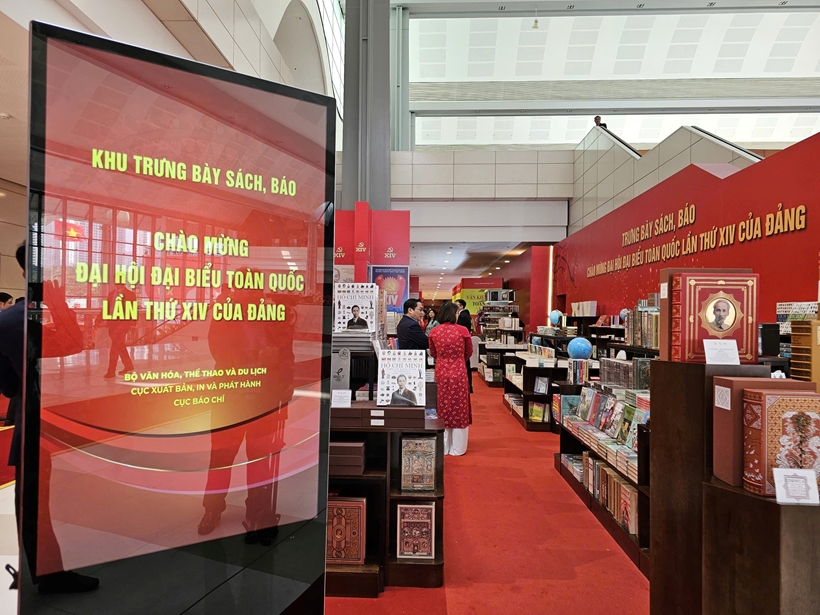 KHU TRƯNG BÀY SÁCH, BÁO
CHÀO MỪNG
ĐẠI HỘI ĐẠI BIỂU TOÀN QUỐC
LẦN THỨ XIV CỦA ĐẢNG
BỘ VĂN HÓA, THỂ THAO VÀ DU LỊCH
CỤC XUẤT BẢN, IN VÀ PHÁT HÀNH
CỤC BÁO CHÍ
TRƯNG BÀY SÁCH, BÁO
CHÀO MỪNG ĐẠI HỘI ĐẠI BIỂU TOÀN QUỐC LẦN THỨ XIV CỦA ĐẢNG
XIV
XIV
HỒ CHÍ MINH
HỒ CHÍ MINH